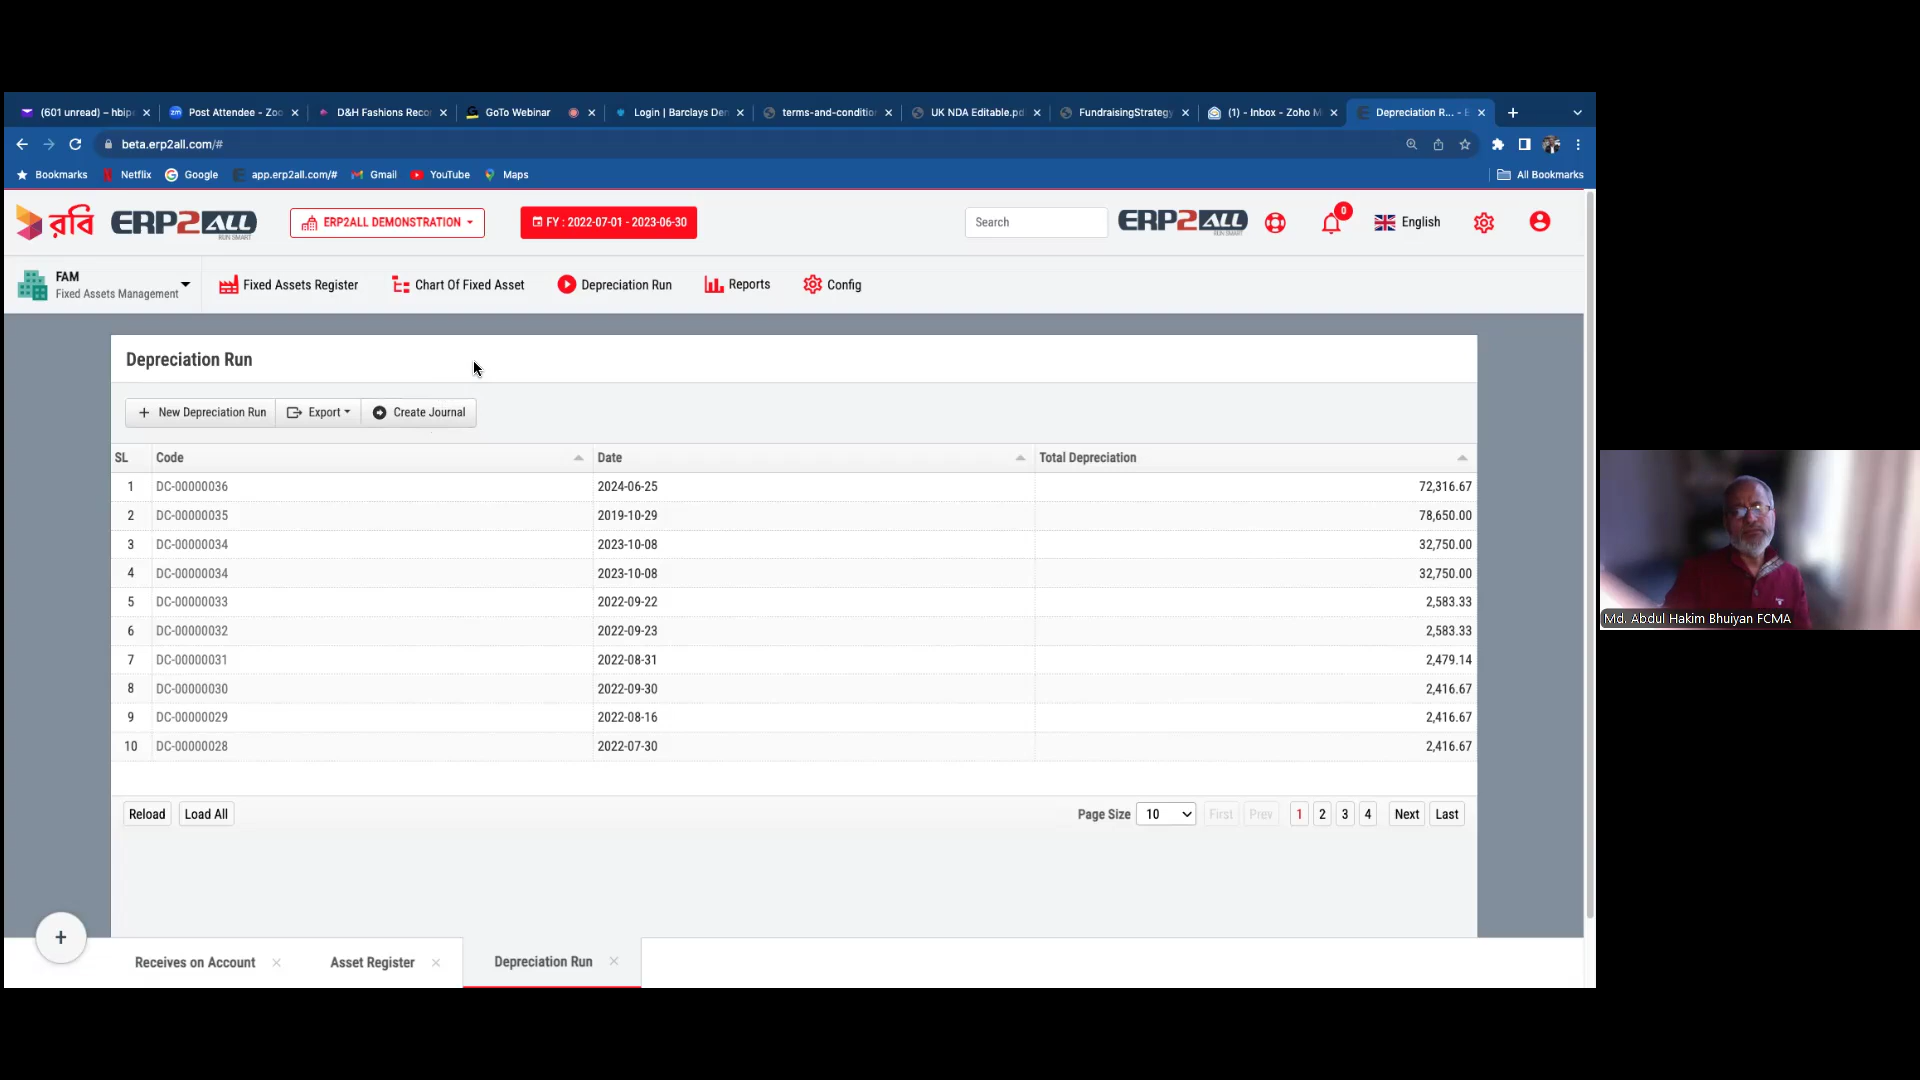 (601 unread) – hbipe
Post Attendee - Zoo
D&H Fashions Recor
GoTo Webinar
Login | Barclays Den
terms-and-conditio
UK NDA Editable.pd
FundraisingStrategy
(1) - Inbox - Zoho M
Depreciation R... - E
beta.erp2all.com/#
Bookmarks
Netflix
Google
app.erp2all.com/#
Gmail
YouTube
Maps
All Bookmarks
রবি
ERP2ALL
RUN SMART
ERP2ALL DEMONSTRATION
FY : 2022-07-01 - 2023-06-30
Search
ERP2ALL
RUN SMART
0
English
FAM
Fixed Assets Management
Fixed Assets Register
Chart Of Fixed Asset
Depreciation Run
Reports
Config
Depreciation Run
+ New Depreciation Run
Export
Create Journal
SL Code Date Total Depreciation
1 DC-00000036 2024-06-25 72,316.67
2 DC-00000035 2019-10-29 78,650.00
3 DC-00000034 2023-10-08 32,750.00
4 DC-00000034 2023-10-08 32,750.00
5 DC-00000033 2022-09-22 2,583.33
6 DC-00000032 2022-09-23 2,583.33
7 DC-00000031 2022-08-31 2,479.14
8 DC-00000030 2022-09-30 2,416.67
9 DC-00000029 2022-08-16 2,416.67
10 DC-00000028 2022-07-30 2,416.67
Reload
Load All
Page Size 10 First Prev 1 2 3 4 Next Last
+
Receives on Account
Asset Register
Depreciation Run
Md. Abdul Hakim Bhuiyan FCMA